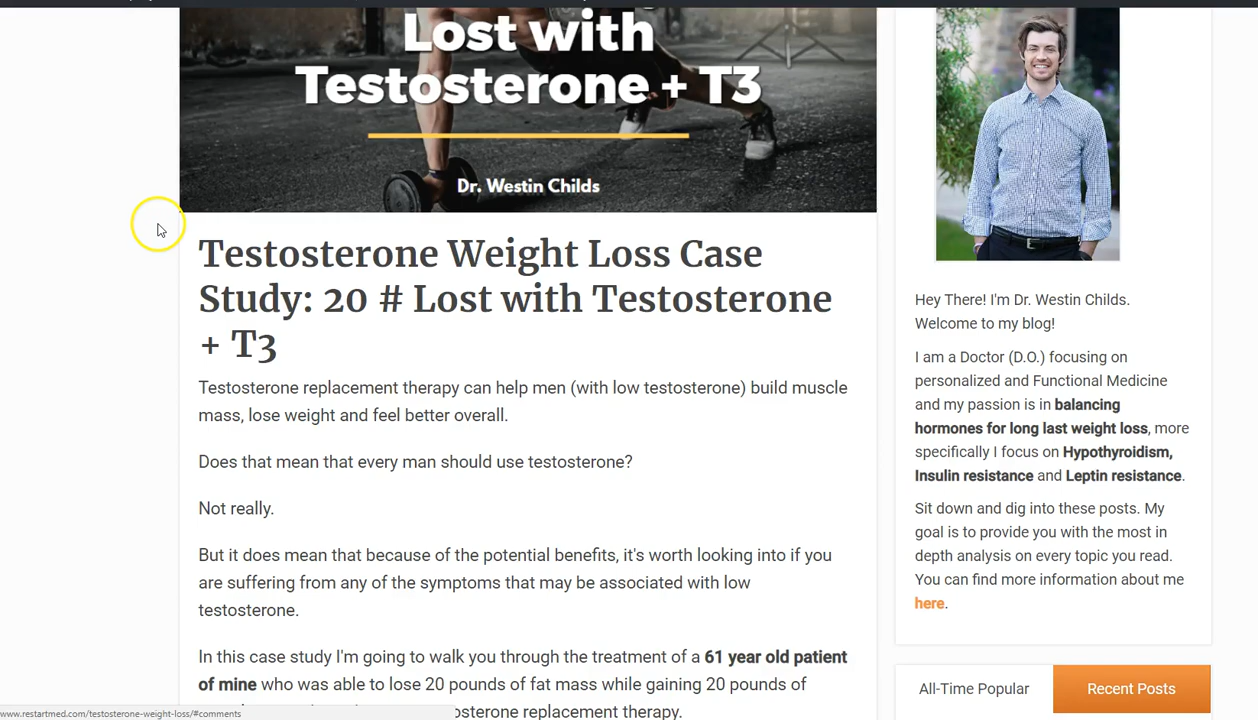 Lost with
Testosterone + T3
Dr. Westin Childs
Testosterone Weight Loss Case
Study: 20 # Lost with Testosterone
+ T3
Testosterone replacement therapy can help men (with low testosterone) build muscle
mass, lose weight and feel better overall.
Does that mean that every man should use testosterone?
Not really.
But it does mean that because of the potential benefits, it's worth looking into if you
are suffering from any of the symptoms that may be associated with low
testosterone.
In this case study I'm going to walk you through the treatment of a 61 year old patient
of mine who was able to lose 20 pounds of fat mass while gaining 20 pounds of
osterone replacement therapy.
www.restartmed.com/testosterone-weight-loss/#comments
Hey There! I'm Dr. Westin Childs.
Welcome to my blog!
I am a Doctor (D.O.) focusing on
personalized and Functional Medicine
and my passion is in balancing
hormones for long last weight loss, more
specifically I focus on Hypothyroidism,
Insulin resistance and Leptin resistance.
Sit down and dig into these posts. My
goal is to provide you with the most in
depth analysis on every topic you read.
You can find more information about me
here.
All-Time Popular
Recent Posts